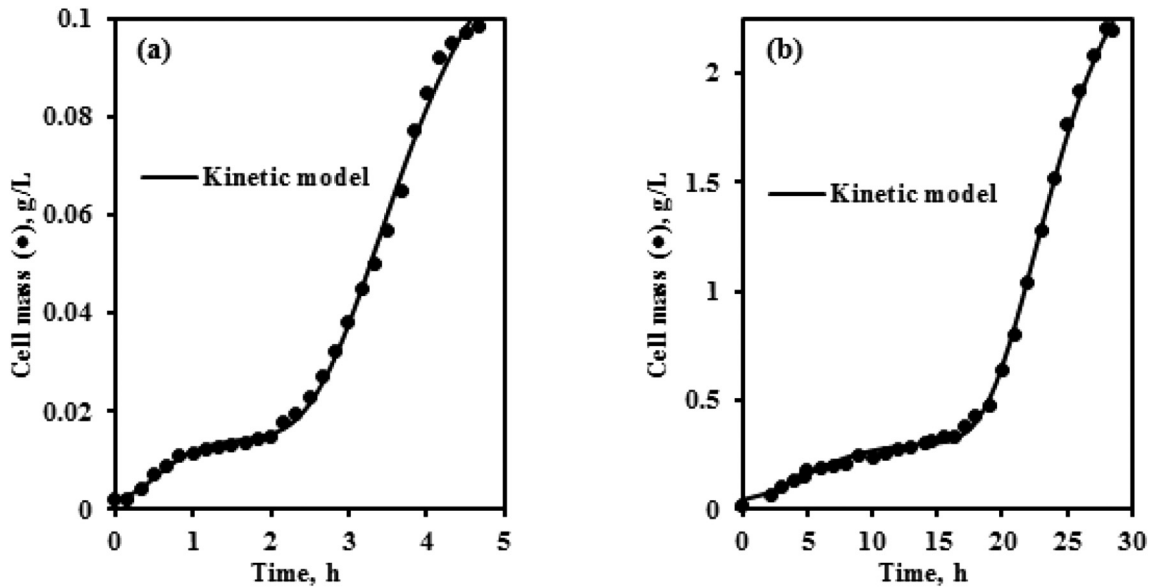 (a)
0.1
0.08
0.06
0.04
0.02
0
Cell mass (●), g/L
Kinetic model
0 1 2 3 4 5
Time, h
(b)
2
1.5
1
0.5
0
Cell mass (●), g/L
Kinetic model
0 5 10 15 20 25 30
Time, h